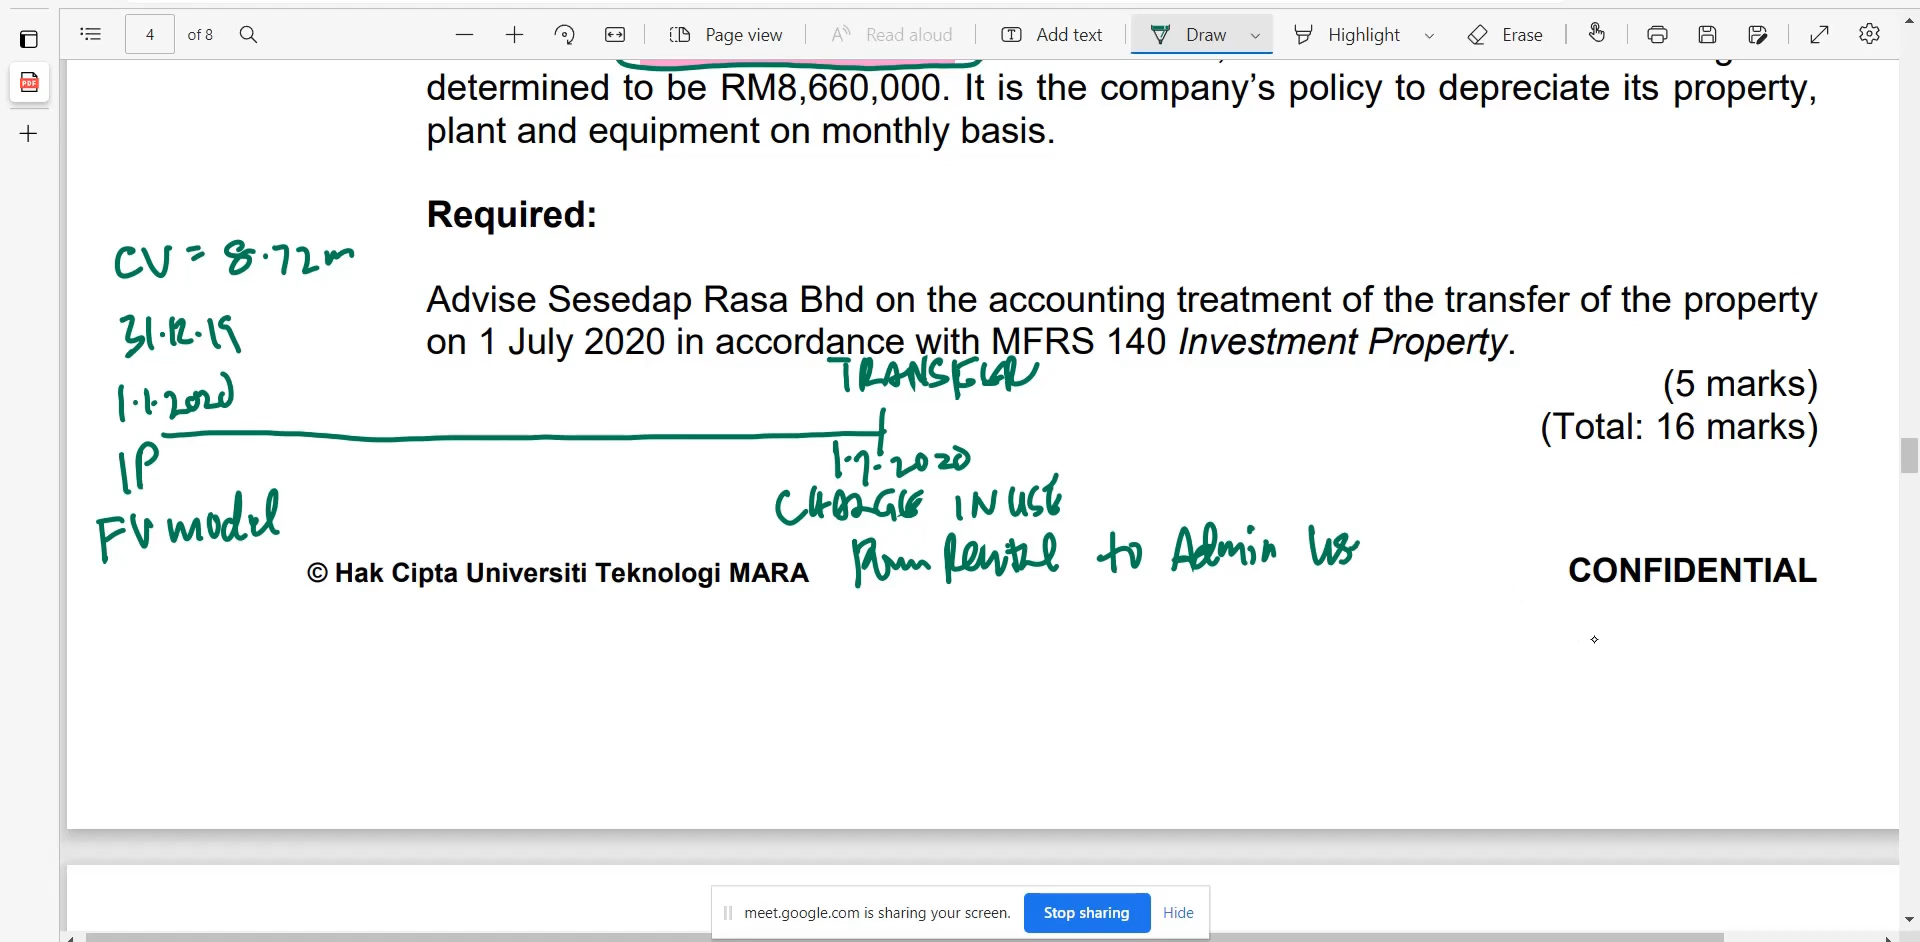 4 of 8 Page view Read aloud Add text Draw Highlight Erase
determined to be RM8,660,000. It is the company's policy to depreciate its property,
plant and equipment on monthly basis.
Required:
CV = 8.72m
Advise Sesedap Rasa Bhd on the accounting treatment of the transfer of the property
31.12.19
on 1 July 2020 in accordance with MFRS 140 Investment Property.
TRANSFER
(5 marks)
1.1.2020
(Total: 16 marks)
IP
1.7.2020
FV model
CHANGE IN USE
From Rental to Admin Us
© Hak Cipta Universiti Teknologi MARA
CONFIDENTIAL
meet.google.com is sharing your screen. Stop sharing Hide